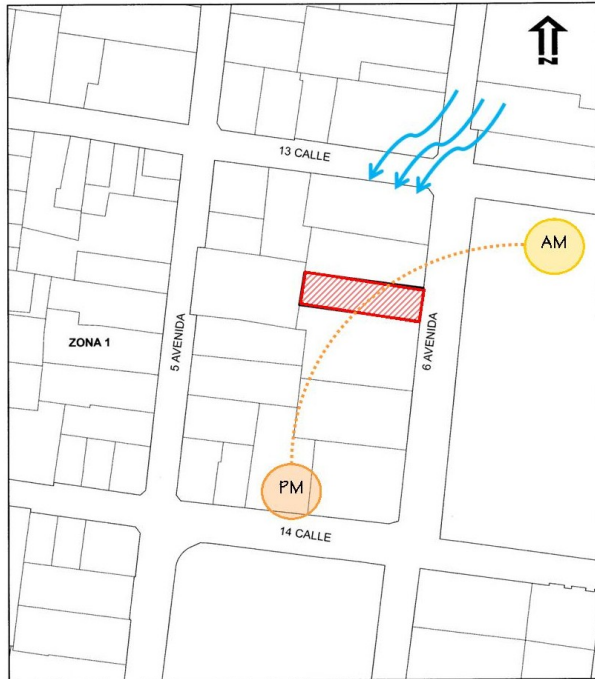 N
13 CALLE
AM
ZONA 1
5 AVENIDA
6 AVENIDA
PM
14 CALLE